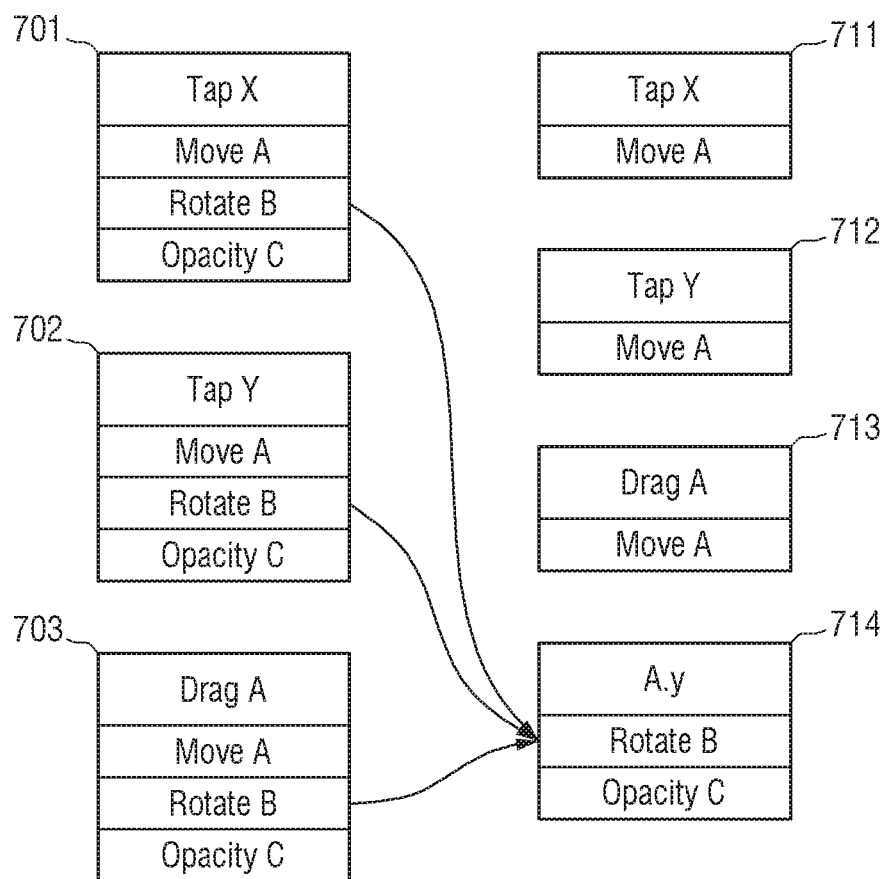 701
Tap X
Move A
Rotate B
Opacity C
702
Tap Y
Move A
Rotate B
Opacity C
703
Drag A
Move A
Rotate B
Opacity C
711
Tap X
Move A
712
Tap Y
Move A
713
Drag A
Move A
714
A.y
Rotate B
Opacity C